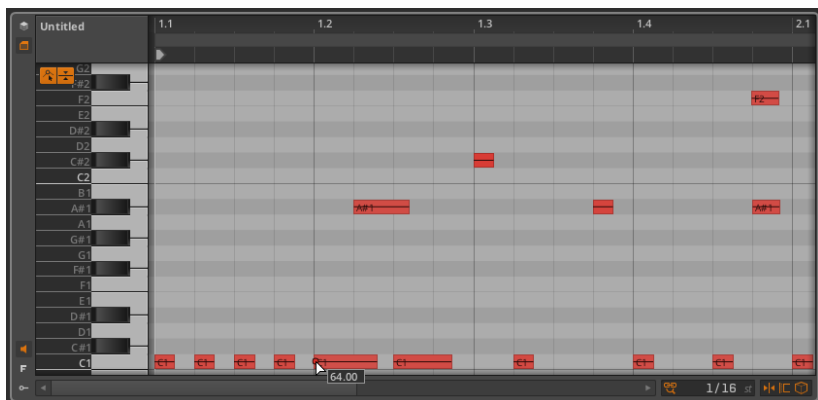 Untitled 1.1 1.2 1.3 1.4 2.1
G2
F#2
F2 F2
E2
D#2
D2
C#2
C2
B1
A#1 A#1 A#1
A1
G#1
G1
F#1
F1
E1
D#1
D1
C#1
C1 C1 C1 C1 C1 C1 C1 C1 C1 C1 C1
F 64.00
1/16 st